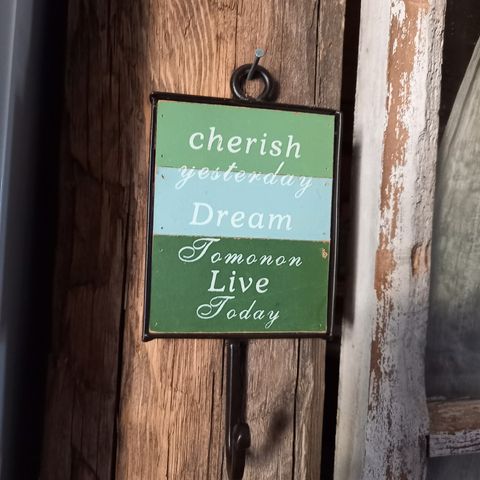 cherish
yesterday
Dream
Tomonon
Live
Today